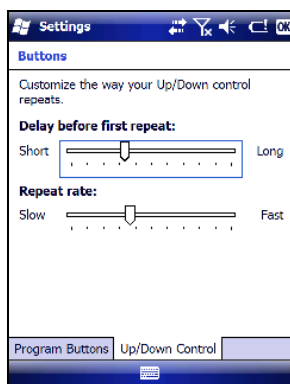 Settings OK
Buttons
Customize the way your Up/Down control
repeats.
Delay before first repeat:
Short Long
Repeat rate:
Slow Fast
Program Buttons Up/Down Control